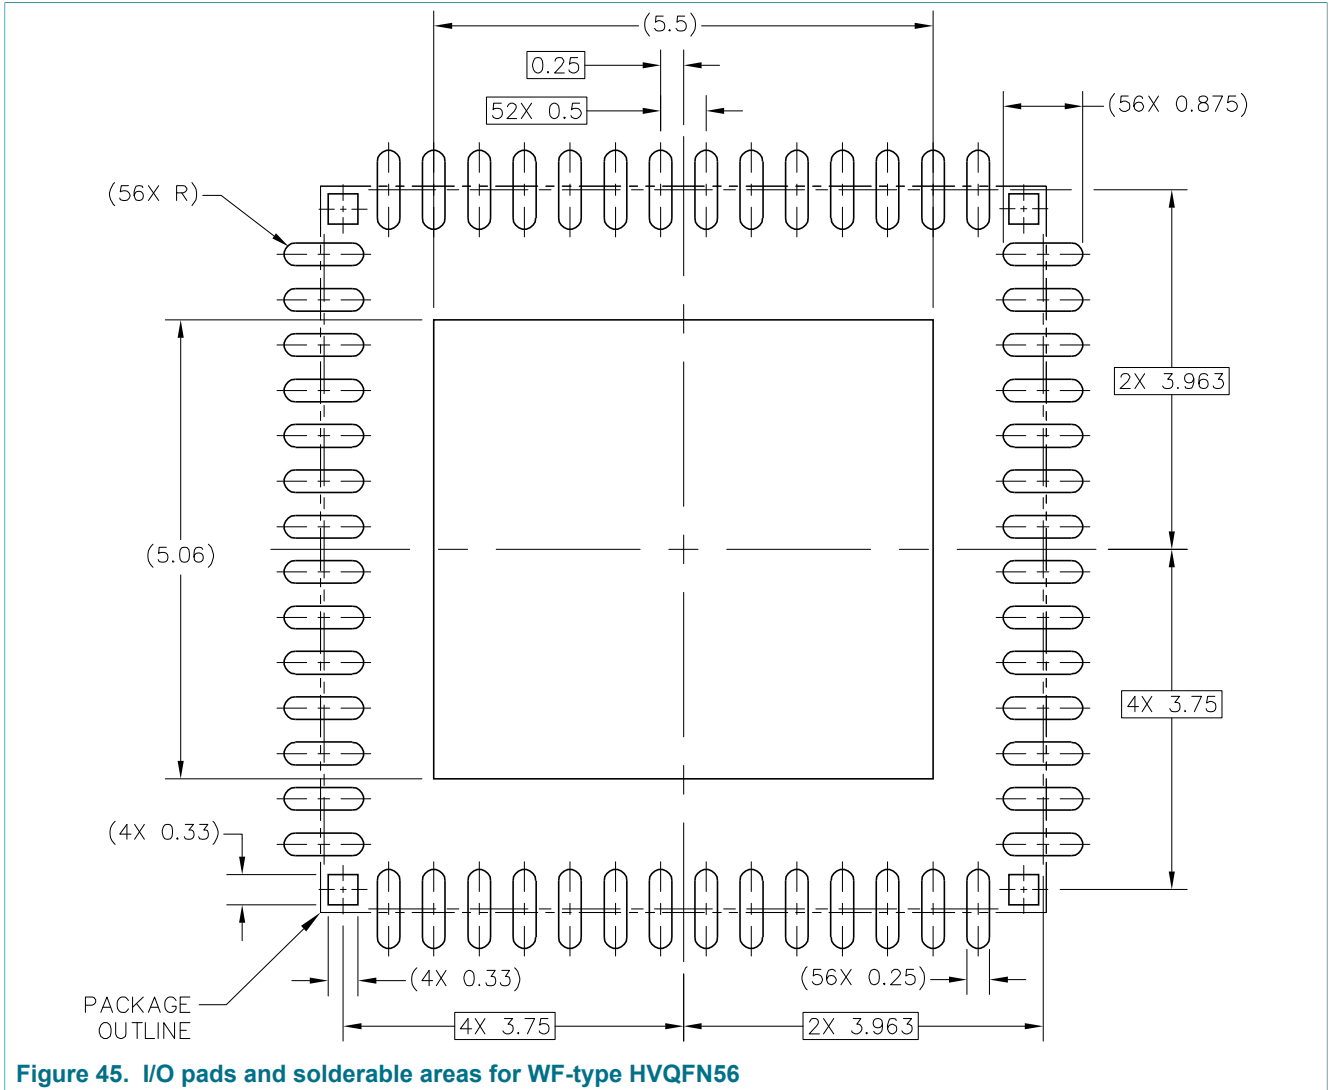 (5.5)
0.25
52X 0.5
(56X 0.875)
(56X R)
2X 3.963
(5.06)
4X 3.75
(4X 0.33)
(4X 0.33)
(56X 0.25)
PACKAGE
OUTLINE
4X 3.75
2X 3.963
Figure 45. I/O pads and solderable areas for WF-type HVQFN56